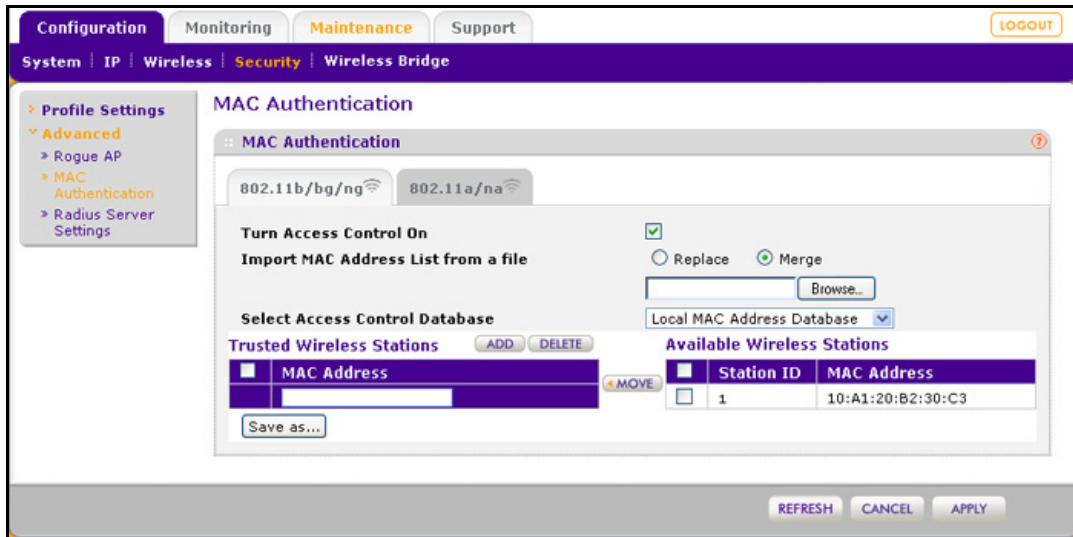 Configuration Monitoring Maintenance Support LOGOUT
System IP Wireless Security Wireless Bridge
Profile Settings
Advanced
Rogue AP
MAC
Authentication
Radius Server
Settings
MAC Authentication
MAC Authentication ?
802.11b/bg/ng 802.11a/na
Turn Access Control On
Import MAC Address List from a file Replace Merge
Browse...
Select Access Control Database Local MAC Address Database
Trusted Wireless Stations ADD DELETE
MAC Address
Save as...
MOVE
Available Wireless Stations
Station ID MAC Address
1 10:A1:20:B2:30:C3
REFRESH CANCEL APPLY